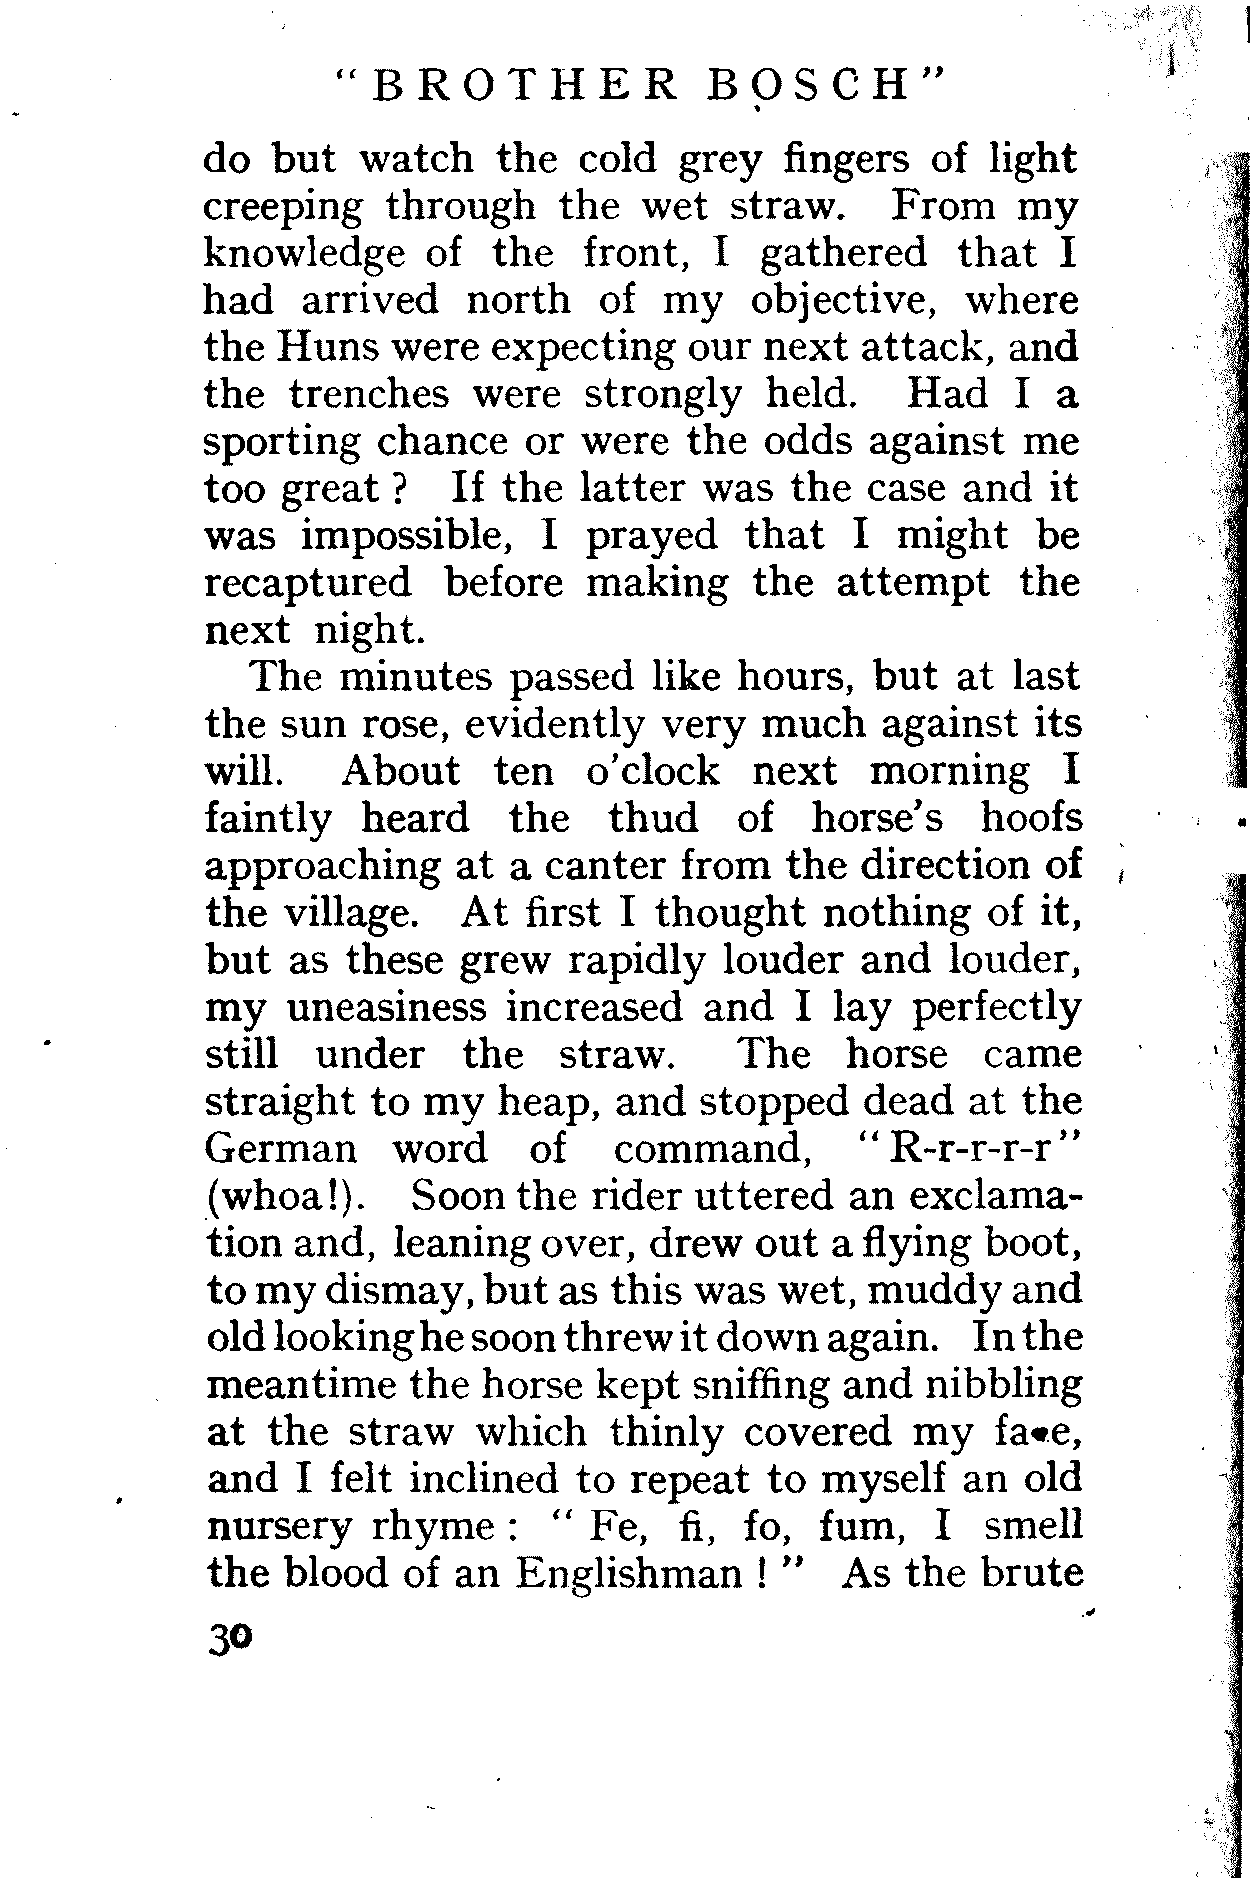 "BROTHER BOSCH"
do but watch the cold grey fingers of light
creeping through the wet straw. From my
knowledge of the front, I gathered that I
had arrived north of my objective, where
the Huns were expecting our next attack, and
the trenches were strongly held. Had I a
sporting chance or were the odds against me
too great ? If the latter was the case and it
was impossible, I prayed that I might be
recaptured before making the attempt the
next night.
The minutes passed like hours, but at last
the sun rose, evidently very much against its
will. About ten o'clock next morning I
faintly heard the thud of horse's hoofs
approaching at a canter from the direction of
the village. At first I thought nothing of it,
but as these grew rapidly louder and louder,
my uneasiness increased and I lay perfectly
still under the straw. The horse came
straight to my heap, and stopped dead at the
German word of command, "R-r-r-r-r"
(whoa!). Soon the rider uttered an exclama-
tion and, leaning over, drew out a flying boot,
to my dismay, but as this was wet, muddy and
old looking he soon threw it down again. In the
meantime the horse kept sniffing and nibbling
at the straw which thinly covered my face,
and I felt inclined to repeat to myself an old
nursery rhyme : " Fe, fi, fo, fum, I smell
the blood of an Englishman ! " As the brute
30